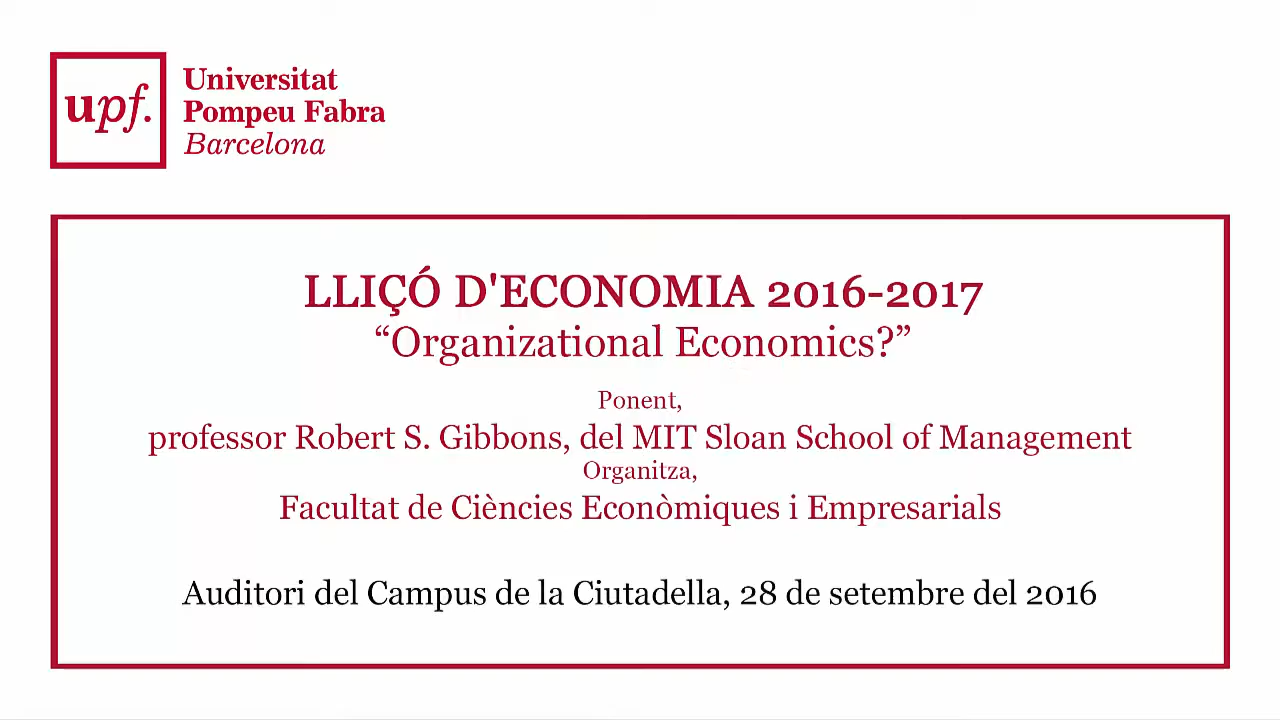 upf.
Universitat
Pompeu Fabra
Barcelona
LLIÇÓ D'ECONOMIA 2016-2017
“Organizational Economics?”
Ponent,
professor Robert S. Gibbons, del MIT Sloan School of Management
Organitza,
Facultat de Ciències Econòmiques i Empresarials
Auditori del Campus de la Ciutadella, 28 de setembre del 2016